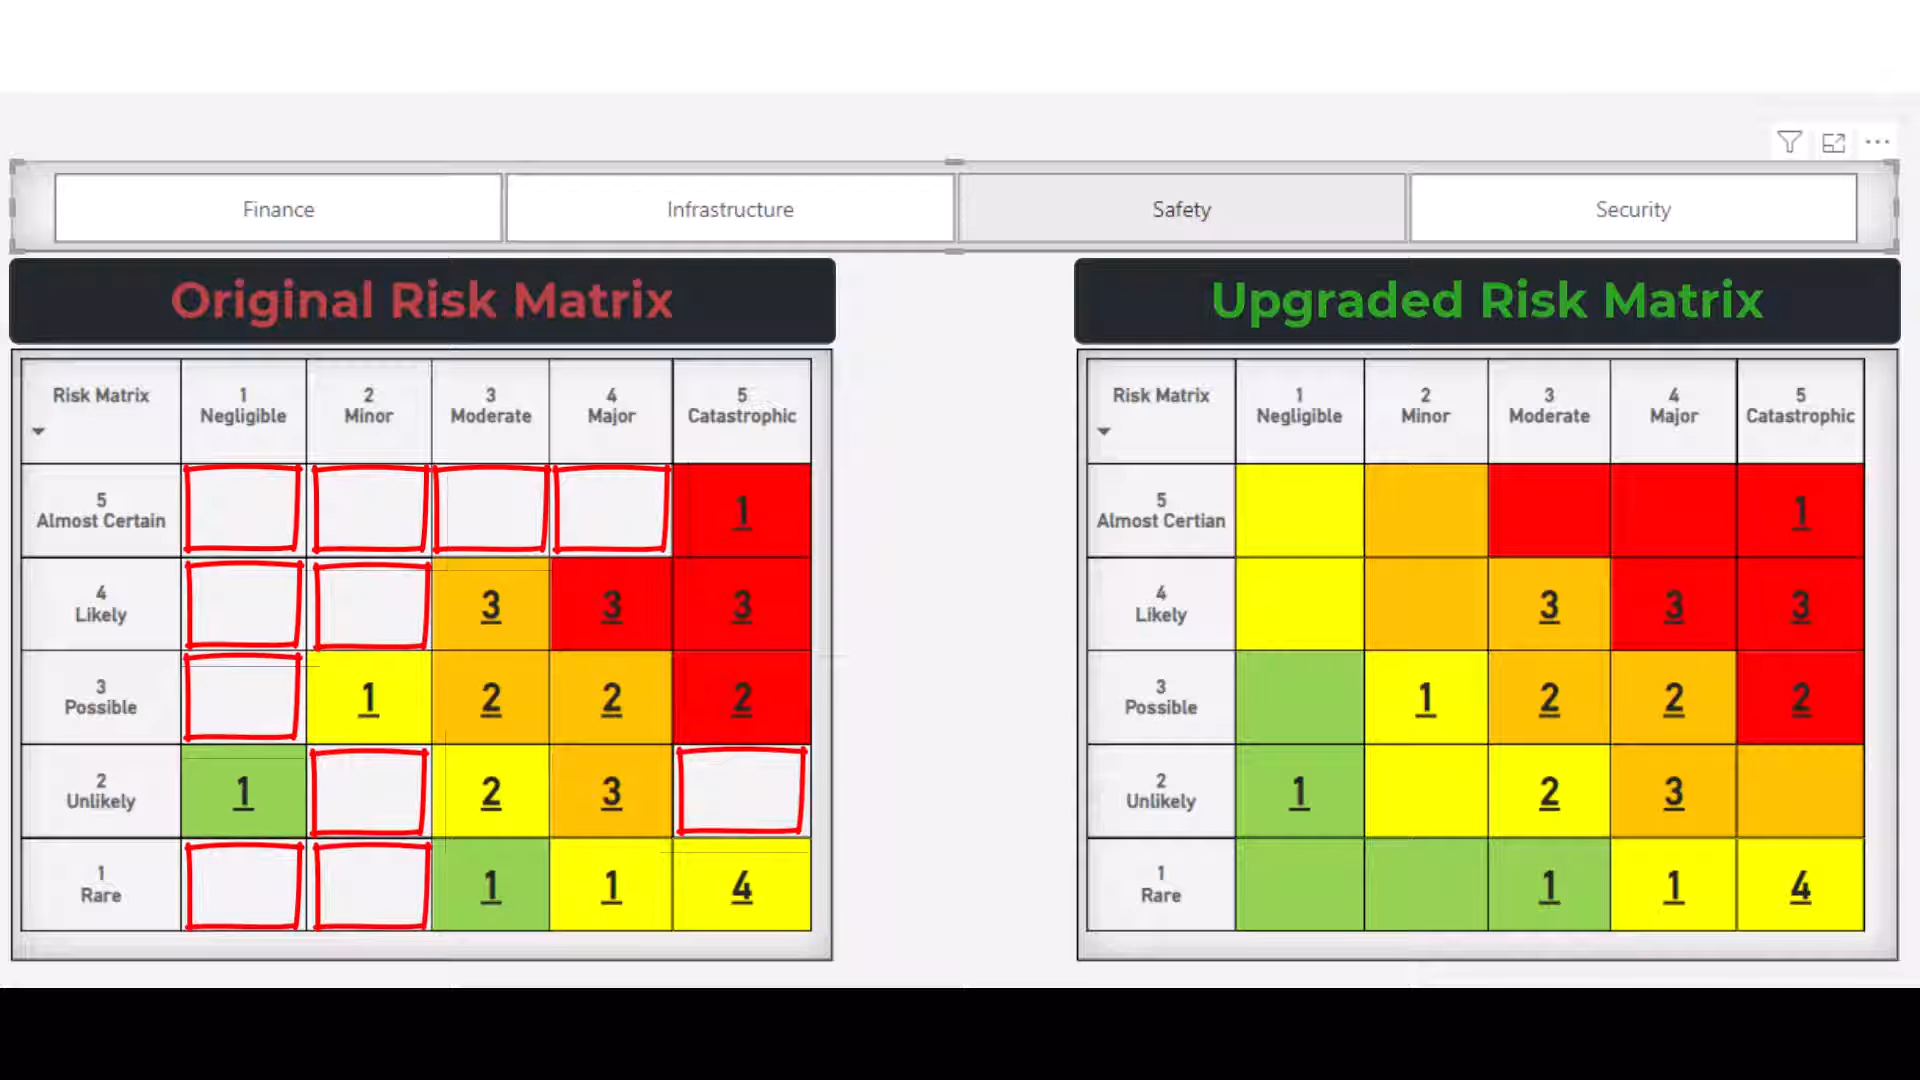 Finance Infrastructure Safety Security
Original Risk Matrix
Risk Matrix 1 Negligible 2 Minor 3 Moderate 4 Major 5 Catastrophic
5 Almost Certain 1
4 Likely 3 3 3
3 Possible 1 2 2 2
2 Unlikely 1 2 3
1 Rare 1 1 4
Upgraded Risk Matrix
Risk Matrix 1 Negligible 2 Minor 3 Moderate 4 Major 5 Catastrophic
5 Almost Certian 1
4 Likely 3 3 3
3 Possible 1 2 2 2
2 Unlikely 1 2 3
1 Rare 1 1 4